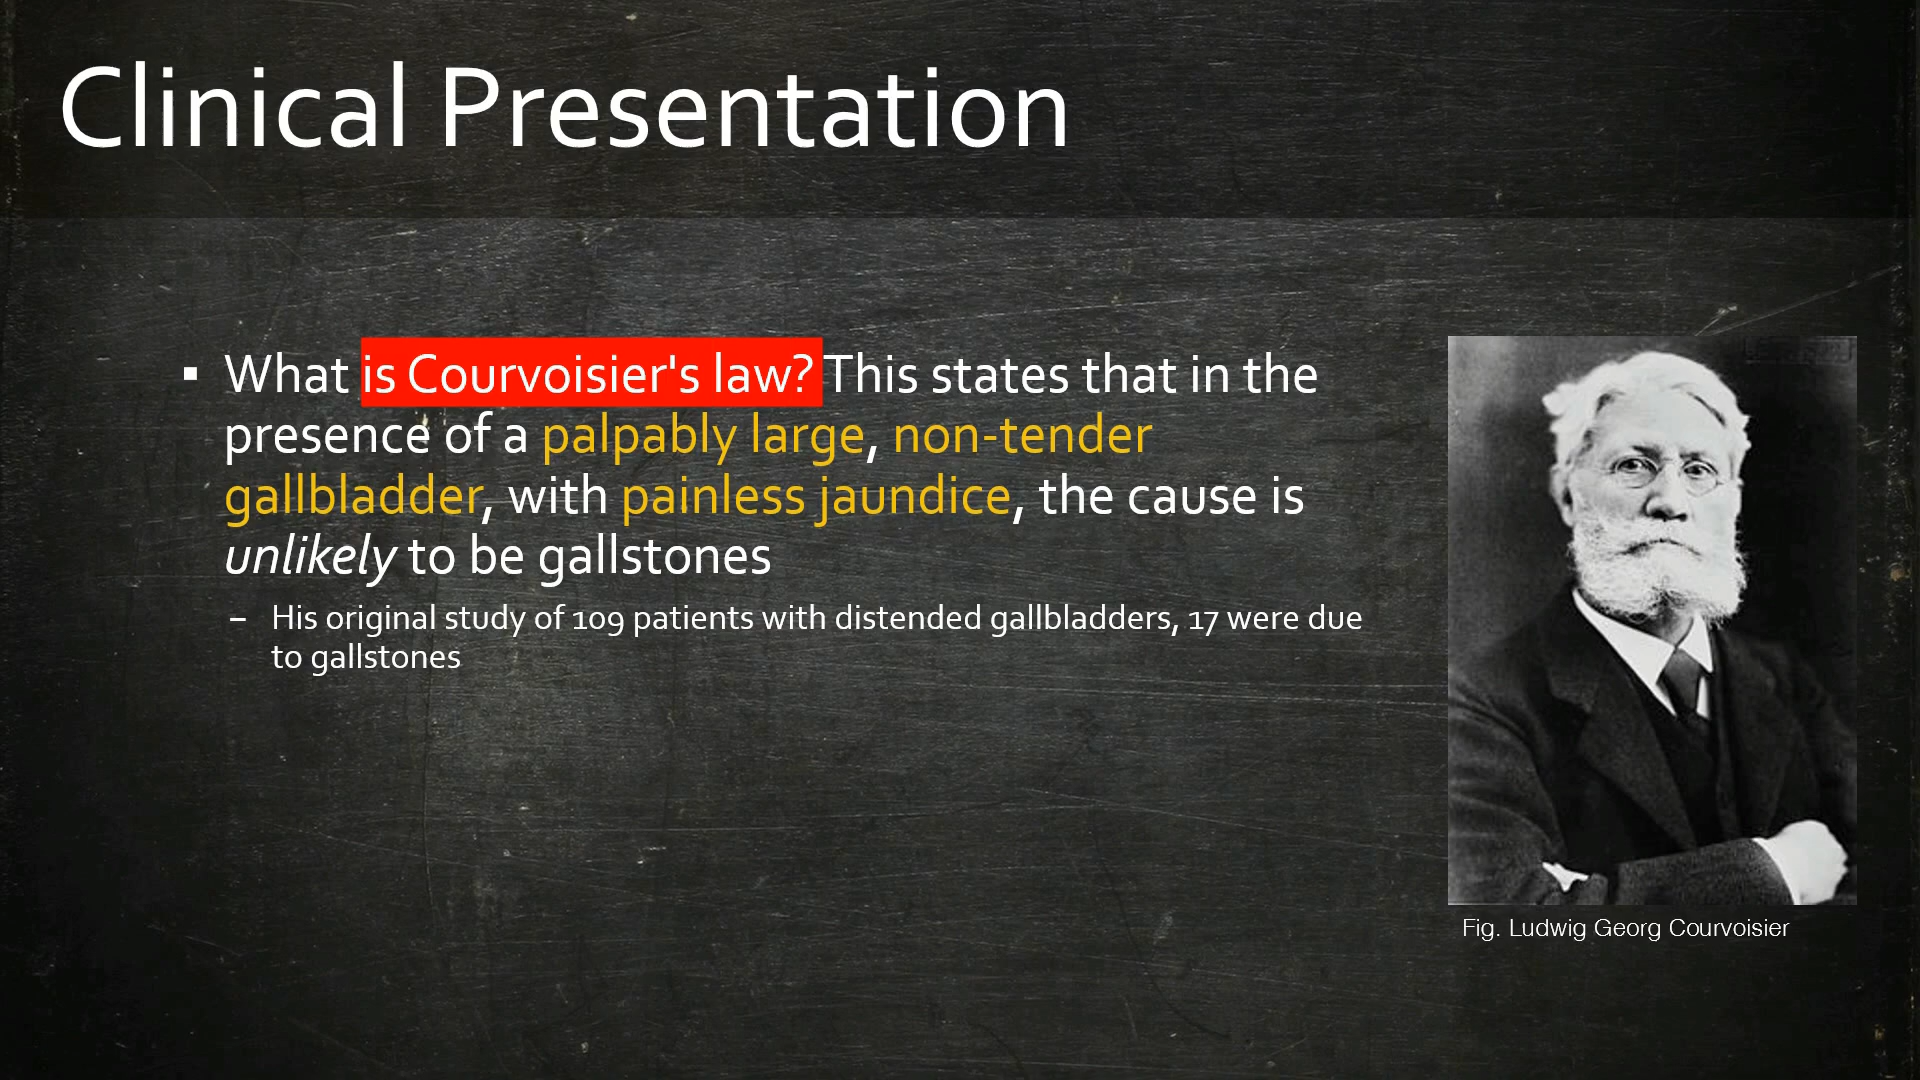 Clinical Presentation
▪ What is Courvoisier's law? This states that in the
presence of a palpably large, non-tender
gallbladder, with painless jaundice, the cause is
unlikely to be gallstones
– His original study of 109 patients with distended gallbladders, 17 were due
to gallstones
Fig. Ludwig Georg Courvoisier